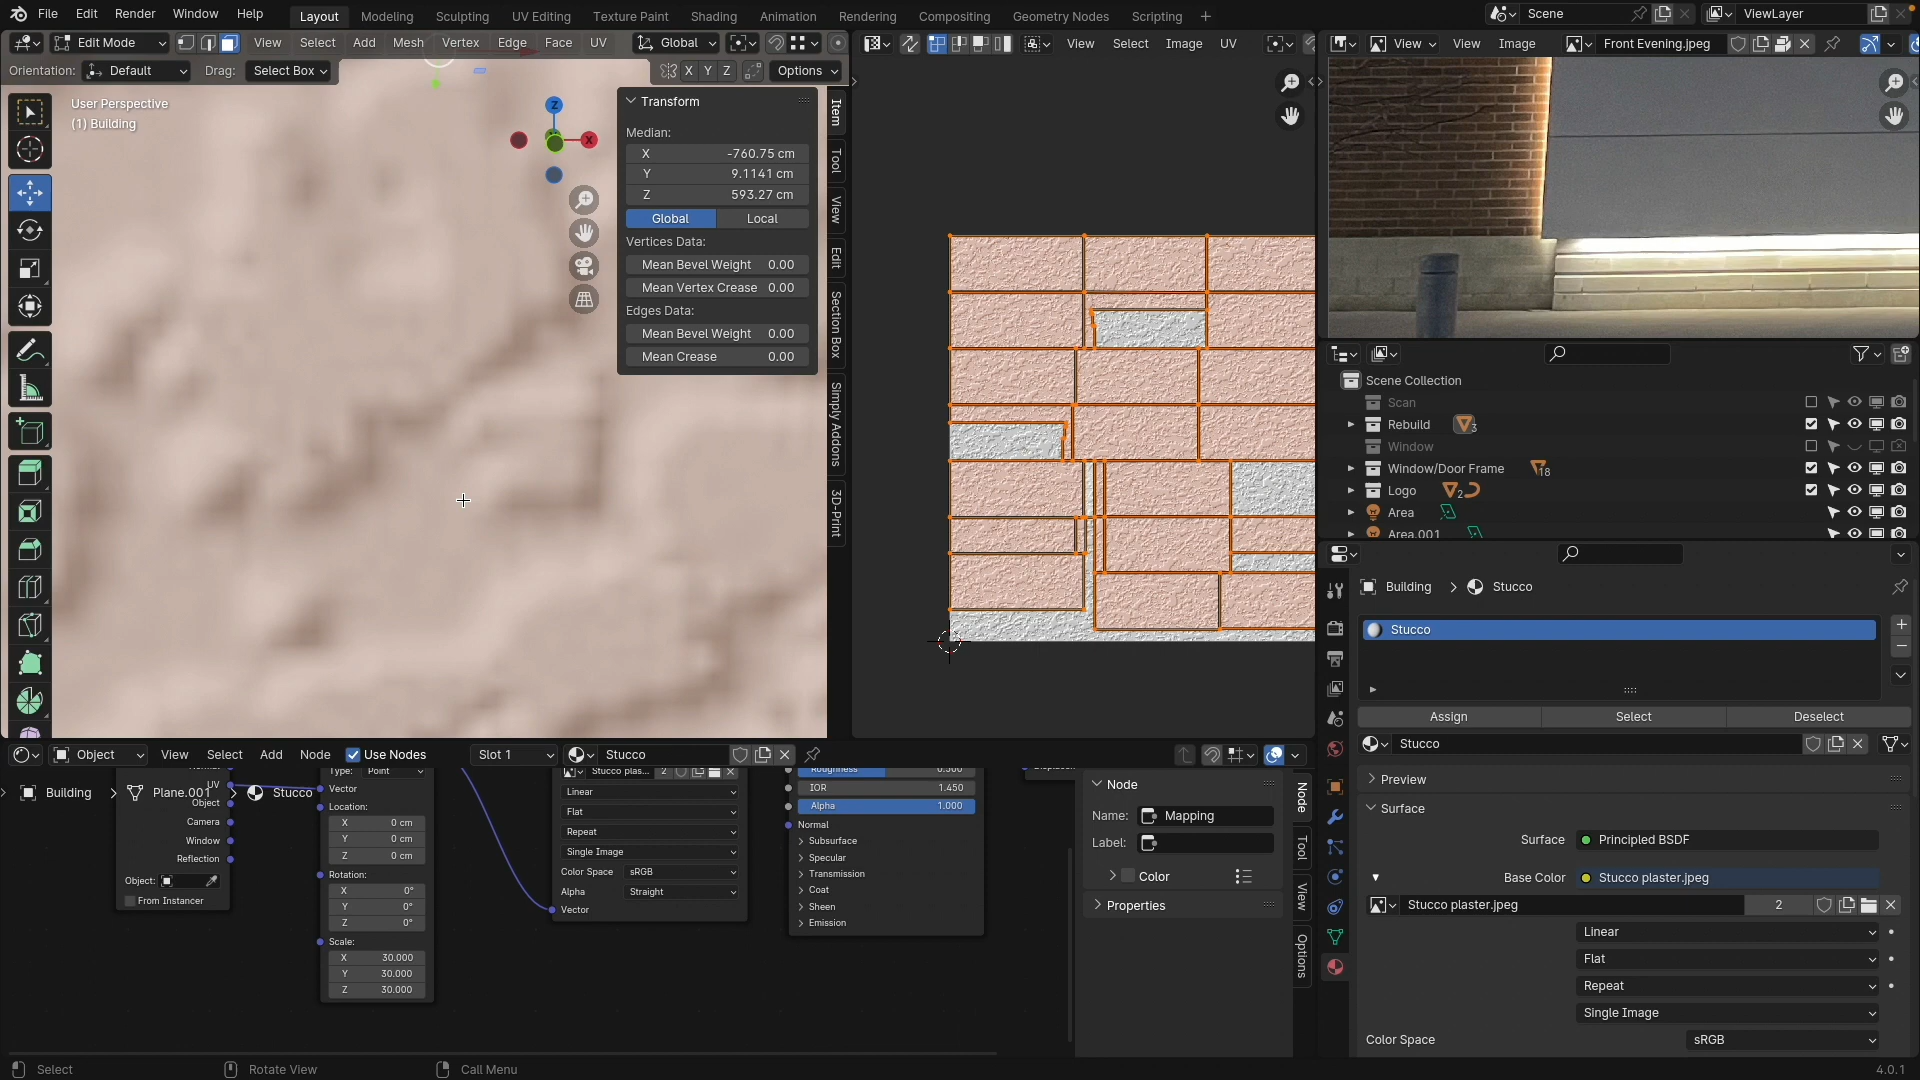 File Edit Render Window Help Layout Modeling Sculpting UV Editing Texture Paint Shading Animation Rendering Compositing Geometry Nodes Scripting + Scene ViewLayer
Edit Mode View Select Add Mesh Vertex Edge Face UV Global
View Select Image UV
View View Image Front Evening.jpeg
Orientation: Default Drag: Select Box X Y Z Options
User Perspective
(1) Building
Z
X
Transform
Median:
X -760.75 cm
Y 9.1141 cm
Z 593.27 cm
Global Local
Vertices Data:
Mean Bevel Weight 0.00
Mean Vertex Crease 0.00
Edges Data:
Mean Bevel Weight 0.00
Mean Crease 0.00
Item
Tool
View
Edit
Section Box
Simply Addons
3D-Print
Scene Collection
Scan
Rebuild 3
Window
Window/Door Frame 18
Logo 2
Area
Area.001
Building > Stucco
Stucco
Assign Select Deselect
Stucco
Preview
Surface
Surface Principled BSDF
Base Color Stucco plaster.jpeg
Stucco plaster.jpeg 2
Linear
Flat
Repeat
Single Image
Color Space sRGB
Object View Select Add Node Use Nodes Slot 1 Stucco
Building > Plane.001 > Stucco
UV
Object
Camera
Window
Reflection
Object:
From Instancer
Type: Point
Vector
Location:
X 0 cm
Y 0 cm
Z 0 cm
Rotation:
X 0°
Y 0°
Z 0°
Scale:
X 30.000
Y 30.000
Z 30.000
Stucco plas... 2
Linear
Flat
Repeat
Single Image
Color Space sRGB
Alpha Straight
Vector
Roughness 0.500
IOR 1.450
Alpha 1.000
Normal
Subsurface
Specular
Transmission
Coat
Sheen
Emission
Node
Name: Mapping
Label:
Color
Properties
Node
Tool
View
Options
Select Rotate View Call Menu 4.0.1